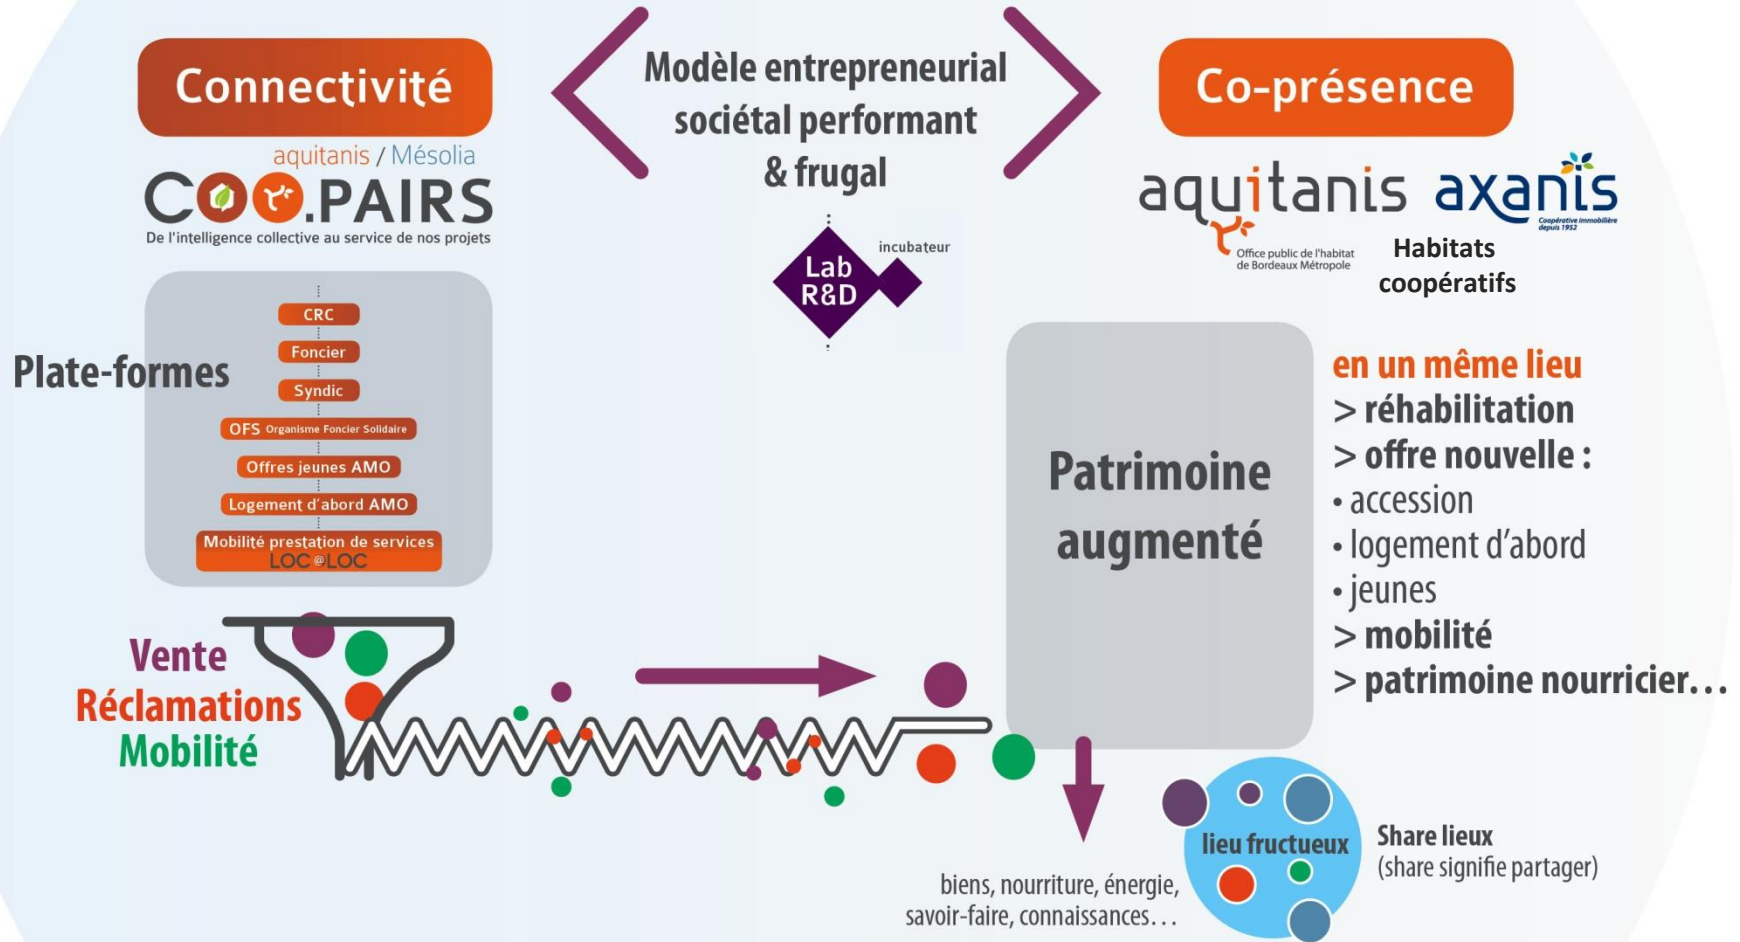 Connectivité
aquitanis / Mésolia
COO.PAIRS
De l'intelligence collective au service de nos projets
Plate-formes
CRC
Foncier
Syndic
OFS Organisme Foncier Solidaire
Offres jeunes AMO
Logement d'abord AMO
Mobilité prestation de services
LOC@LOC
Vente
Réclamations
Mobilité
Modèle entrepreneurial
sociétal performant
& frugal
incubateur
Lab
R&D
Co-présence
aquitanis
Office public de l'habitat
de Bordeaux Métropole
axanis
Coopérative immobilière
depuis 1952
Habitats
coopératifs
Patrimoine
augmenté
en un même lieu
> réhabilitation
> offre nouvelle :
• accession
• logement d’abord
• jeunes
> mobilité
> patrimoine nourricier…
biens, nourriture, énergie,
savoir-faire, connaissances…
lieu fructueux
Share lieux
(share signifie partager)